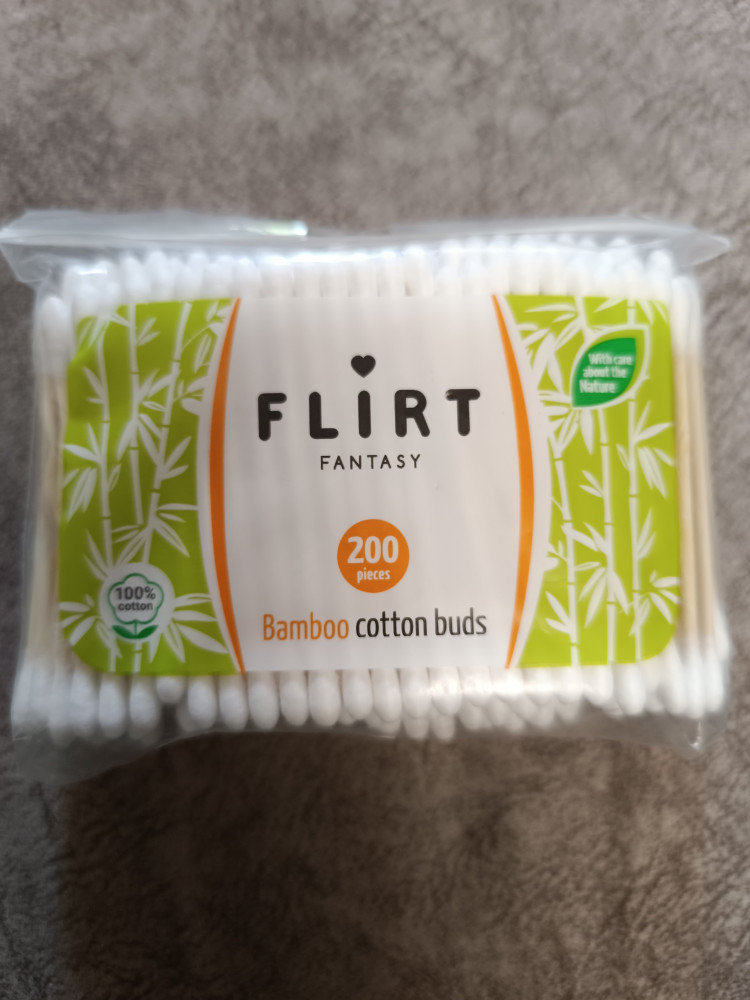 With care
about the
Nature
FLiRT
FANTASY
200
pieces
100%
cotton
Bamboo cotton buds